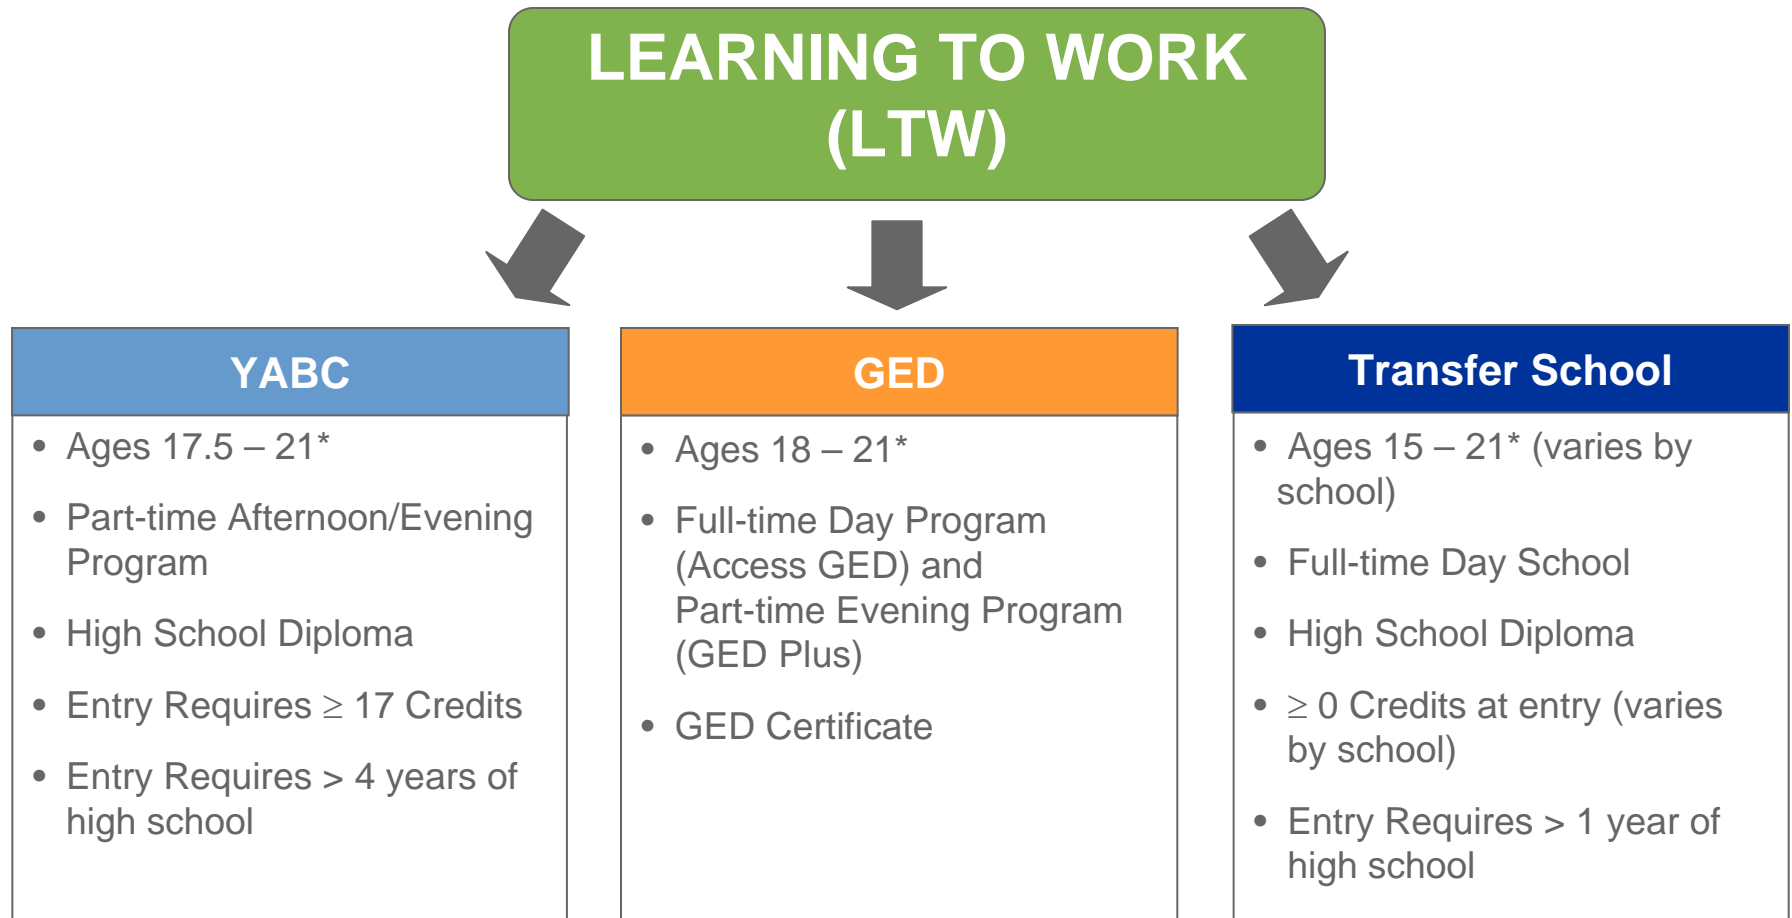 LEARNING TO WORK
(LTW)
YABC
• Ages 17.5 – 21*
• Part-time Afternoon/Evening
Program
• High School Diploma
• Entry Requires ≥ 17 Credits
• Entry Requires > 4 years of
high school
GED
• Ages 18 – 21*
• Full-time Day Program
(Access GED) and
Part-time Evening Program
(GED Plus)
• GED Certificate
Transfer School
• Ages 15 – 21* (varies by
school)
• Full-time Day School
• High School Diploma
• ≥ 0 Credits at entry (varies
by school)
• Entry Requires > 1 year of
high school